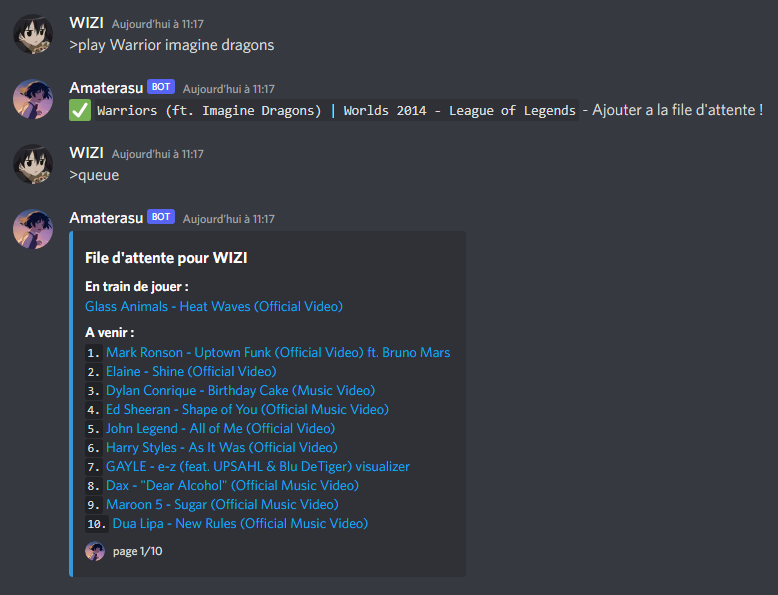 WIZI Aujourd'hui à 11:17
>play Warrior imagine dragons
Amaterasu BOT Aujourd'hui à 11:17
Warriors (ft. Imagine Dragons) | Worlds 2014 - League of Legends - Ajouter a la file d'attente !
WIZI Aujourd'hui à 11:17
>queue
Amaterasu BOT Aujourd'hui à 11:17
File d'attente pour WIZI
En train de jouer :
Glass Animals - Heat Waves (Official Video)
A venir :
1. Mark Ronson - Uptown Funk (Official Video) ft. Bruno Mars
2. Elaine - Shine (Official Video)
3. Dylan Conrique - Birthday Cake (Music Video)
4. Ed Sheeran - Shape of You (Official Music Video)
5. John Legend - All of Me (Official Video)
6. Harry Styles - As It Was (Official Video)
7. GAYLE - e-z (feat. UPSAHL & Blu DeTiger) visualizer
8. Dax - "Dear Alcohol" (Official Music Video)
9. Maroon 5 - Sugar (Official Music Video)
10. Dua Lipa - New Rules (Official Music Video)
page 1/10